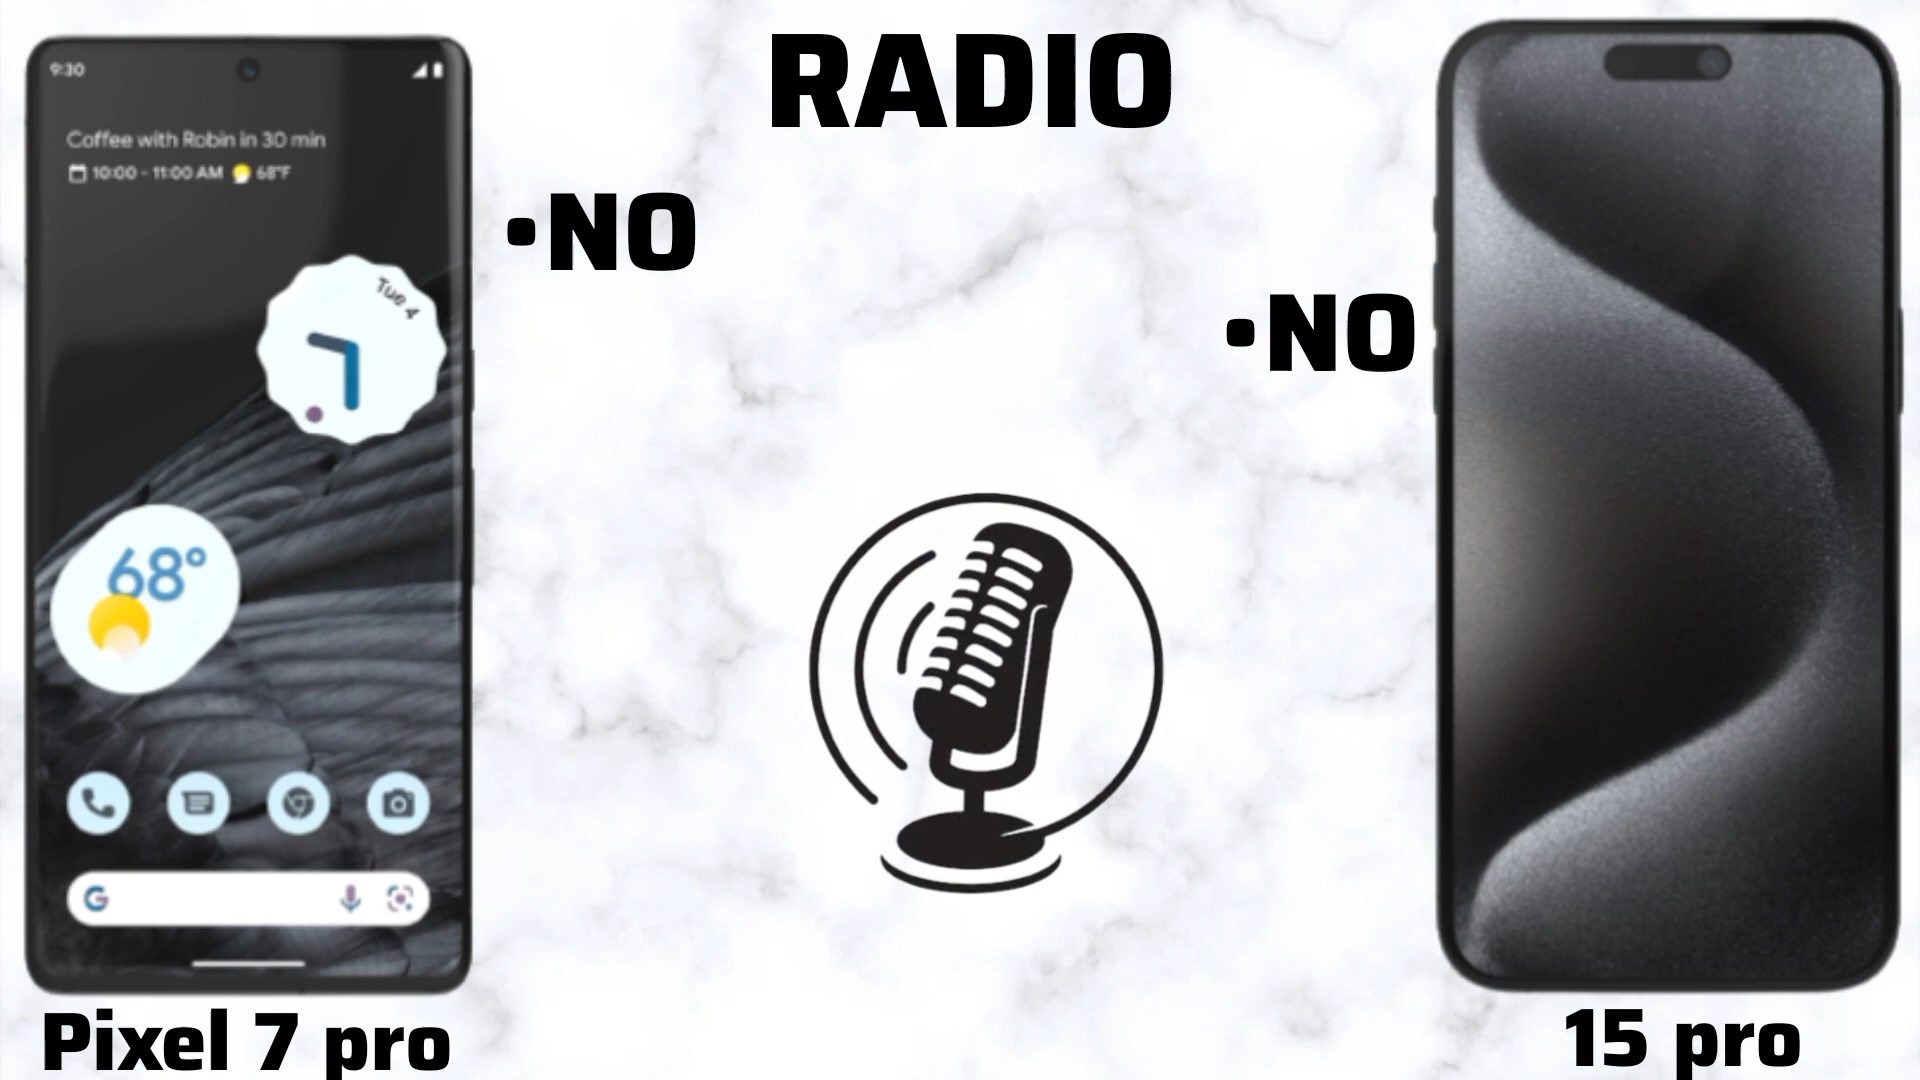 RADIO
9:30
Coffee with Robin in 30 min
10:00 - 11:00 AM 68°F
•NO
Tue 4
•NO
68°
G
Pixel 7 pro
15 pro